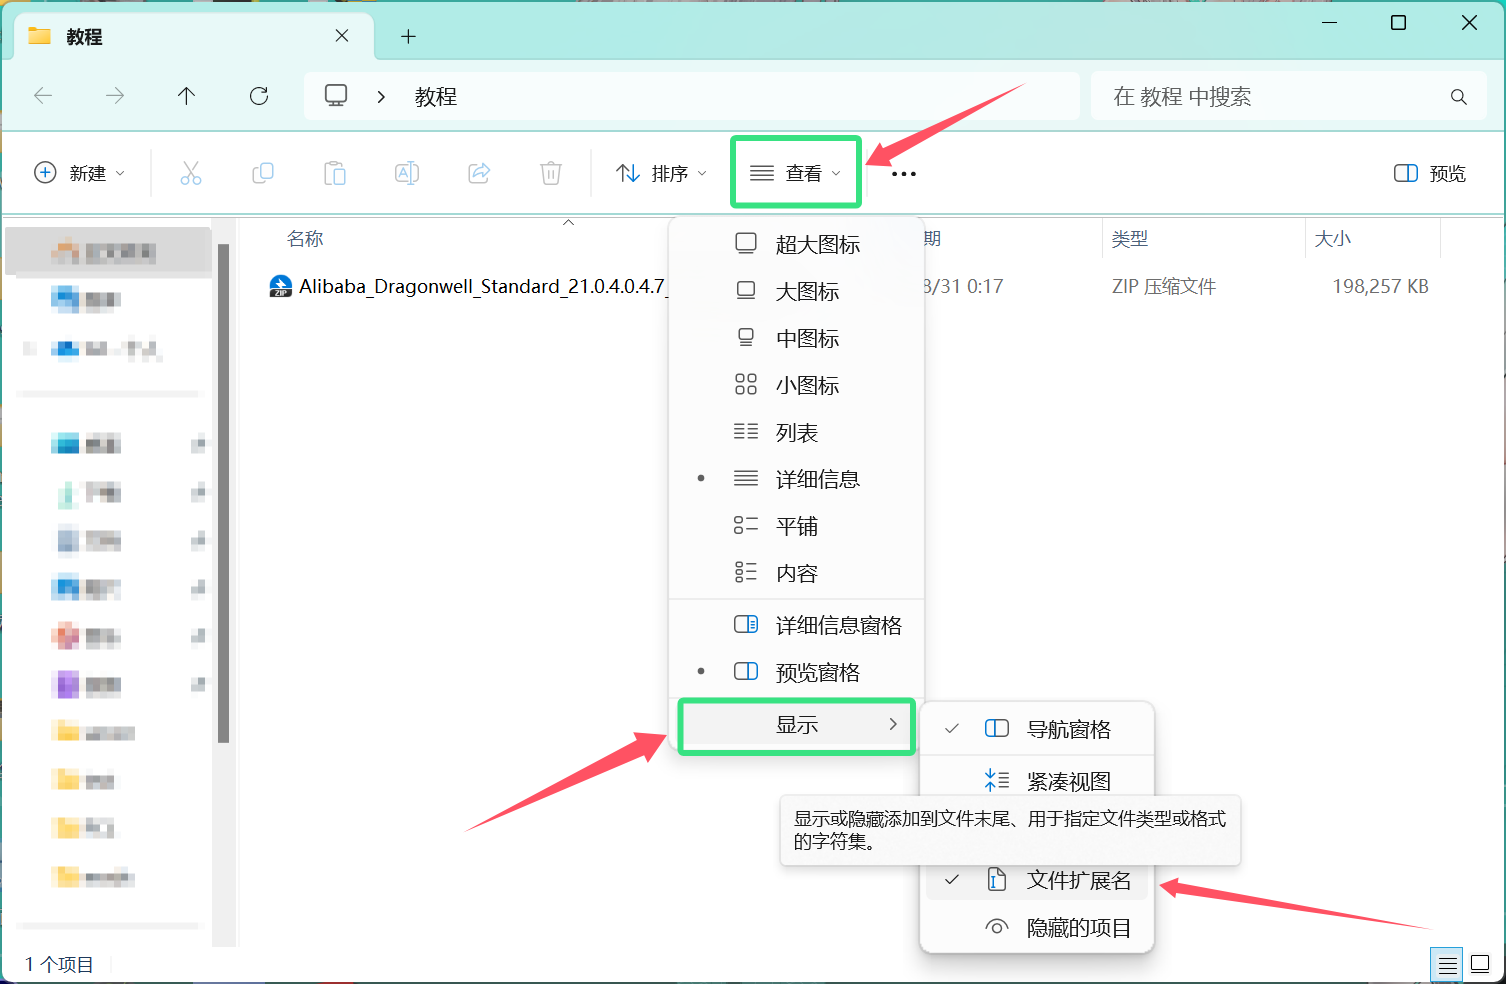 教程
教程
在 教程 中搜索
新建
排序
查看
预览
名称
期
类型
大小
Alibaba_Dragonwell_Standard_21.0.4.0.4.7_
3/31 0:17
ZIP 压缩文件
198,257 KB
超大图标
大图标
中图标
小图标
列表
详细信息
平铺
内容
详细信息窗格
预览窗格
显示
导航窗格
紧凑视图
显示或隐藏添加到文件末尾、用于指定文件类型或格式
的字符集。
文件扩展名
隐藏的项目
1 个项目